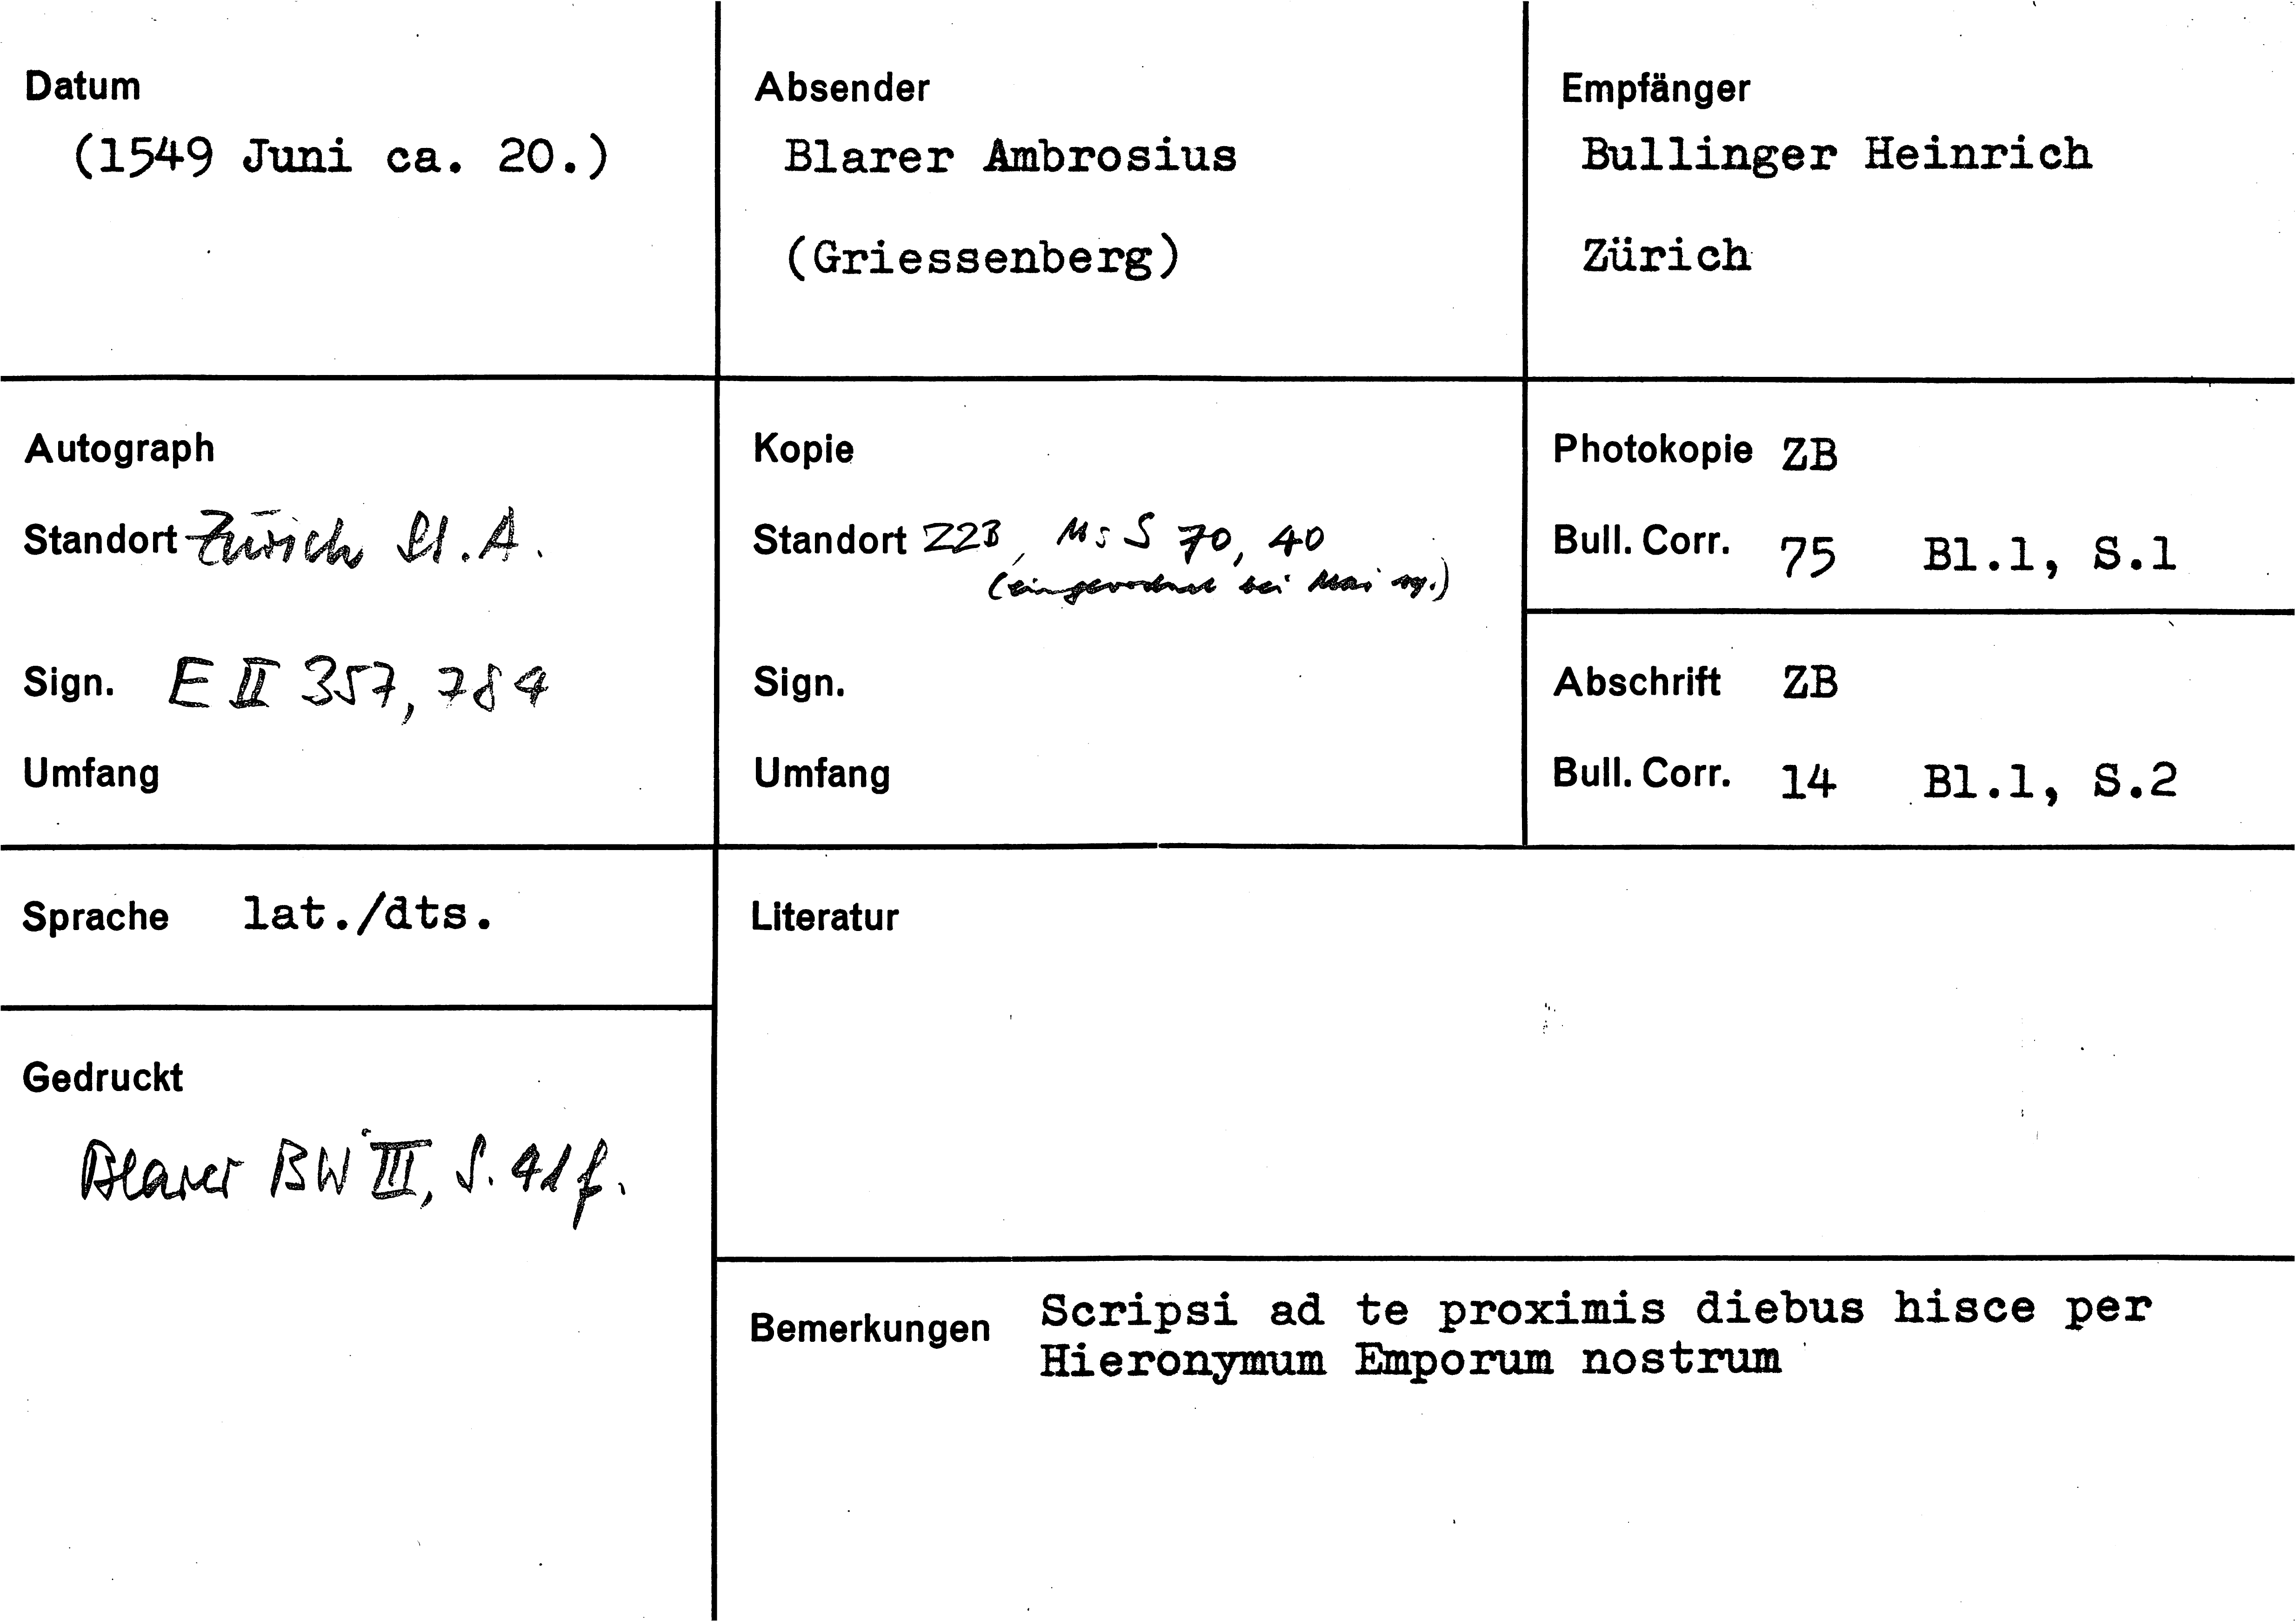 Datum
(1549 Juni ca. 20.)
Absender
Blarer Ambrosius
(Griessenberg)
Empfänger
Bullinger Heinrich
Zürich
Autograph
Standort Zürich St.A.
Sign. E II 357, 784
Umfang
Kopie
Standort ZZB, Ms S 70, 40
(eingeordnet bei Mai
Sign.
Umfang
Photokopie ZB
Bull. Corr. 75 Bl.1, S.1
Abschrift ZB
Bull. Corr. 14 Bl.1, S.2
Sprache lat./dts.
Literatur
Gedruckt
Blarer BW III, S. 41f.
Bemerkungen Scripsi ad te proximis diebus hisce per
Hieronymum Emporum nostrum